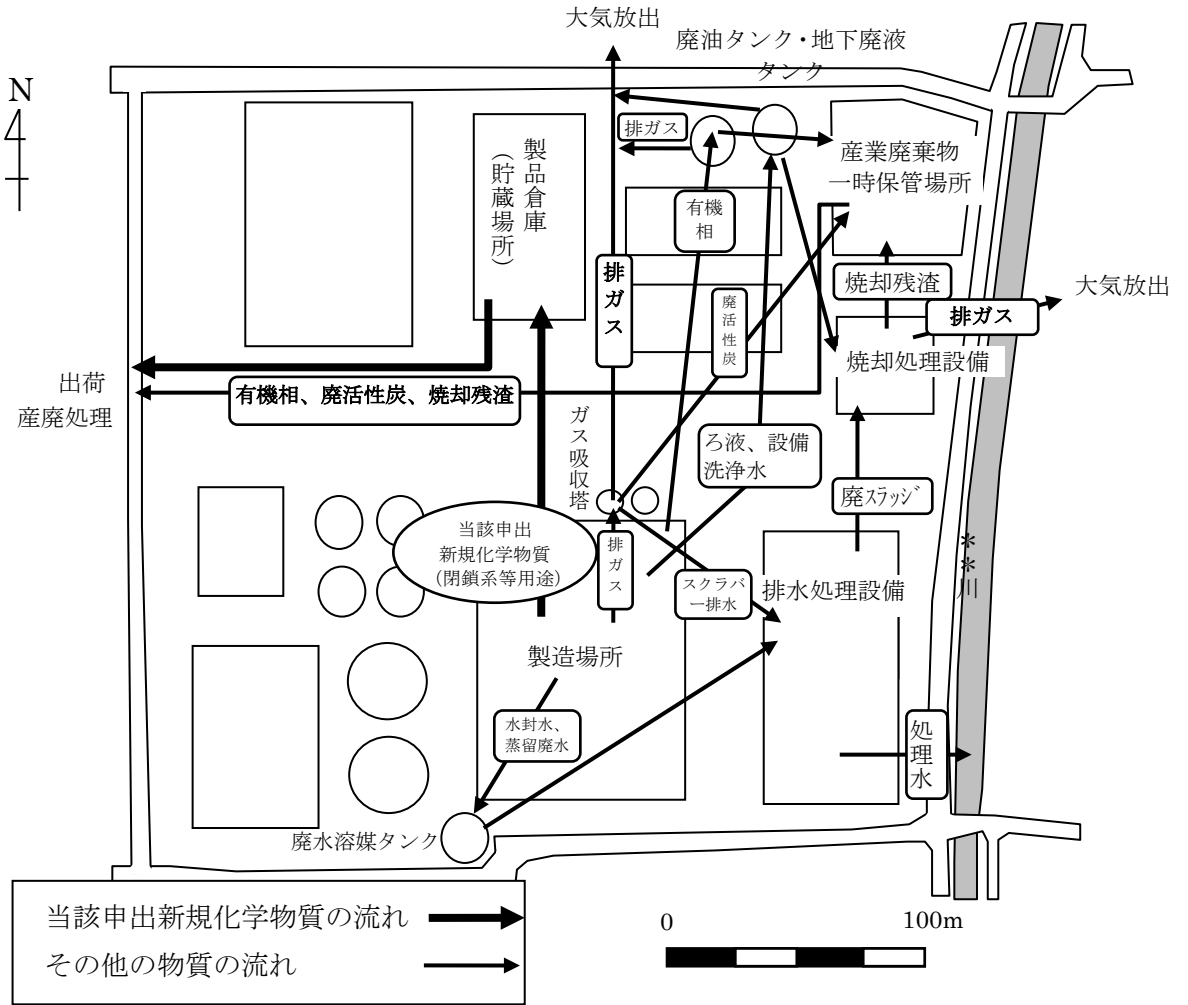 大気放出
廃油タンク・地下廃液
タンク
N
排ガス
製品倉庫
(貯蔵場所)
産業廃棄物
一時保管場所
有機
相
排ガス
焼却残渣
大気放出
廃活性炭
排ガス
焼却処理設備
出荷
産廃処理
有機相、廃活性炭、焼却残渣
ガス吸収塔
ろ液、設備
洗浄水
廃スラッジ
当該申出
新規化学物質
(閉鎖系等用途)
排ガス
スクラバ
ー排水
排水処理設備
**川
製造場所
水封水、
蒸留廃水
処理水
廃水溶媒タンク
当該申出新規化学物質の流れ
その他の物質の流れ
0 100m